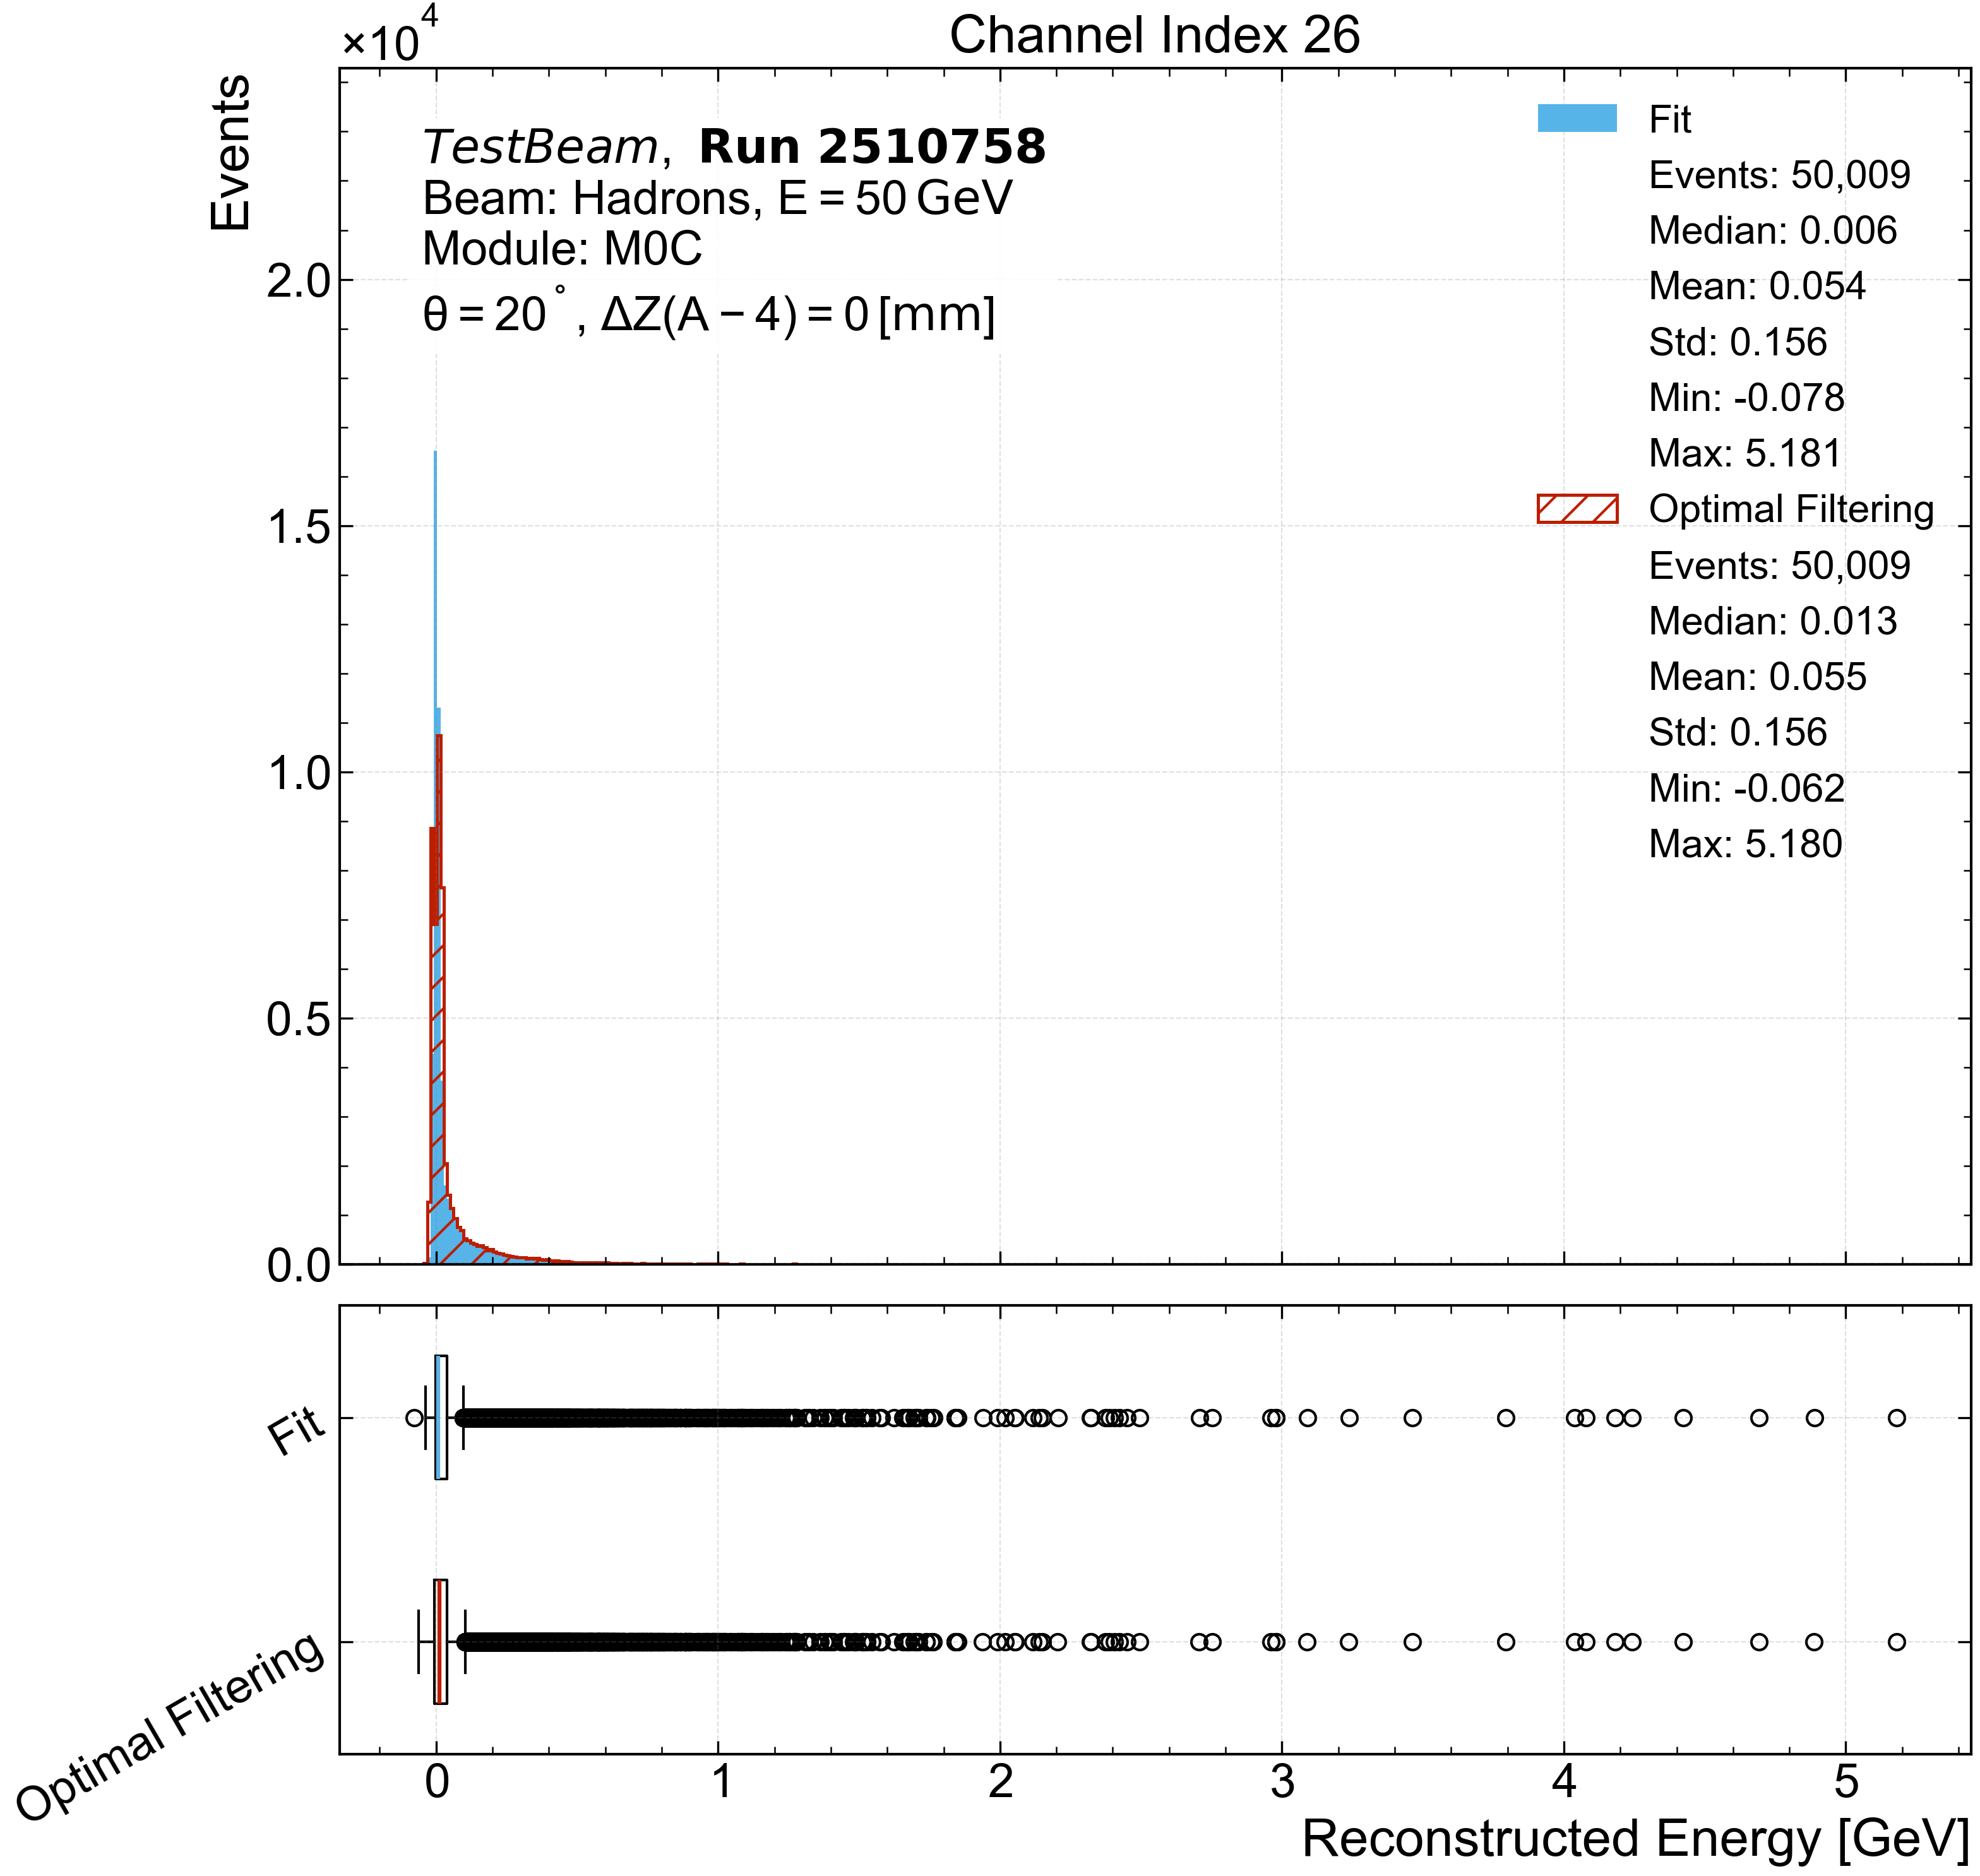 Channel Index 26
×10⁴
Events
TestBeam, Run 2510758
Beam: Hadrons, E = 50 GeV
Module: M0C
θ = 20°, ΔZ(A − 4) = 0 [mm]
Fit
Events: 50,009
Median: 0.006
Mean: 0.054
Std: 0.156
Min: -0.078
Max: 5.181
Optimal Filtering
Events: 50,009
Median: 0.013
Mean: 0.055
Std: 0.156
Min: -0.062
Max: 5.180
2.0
1.5
1.0
0.5
0.0
Fit
Optimal Filtering
0 1 2 3 4 5
Reconstructed Energy [GeV]